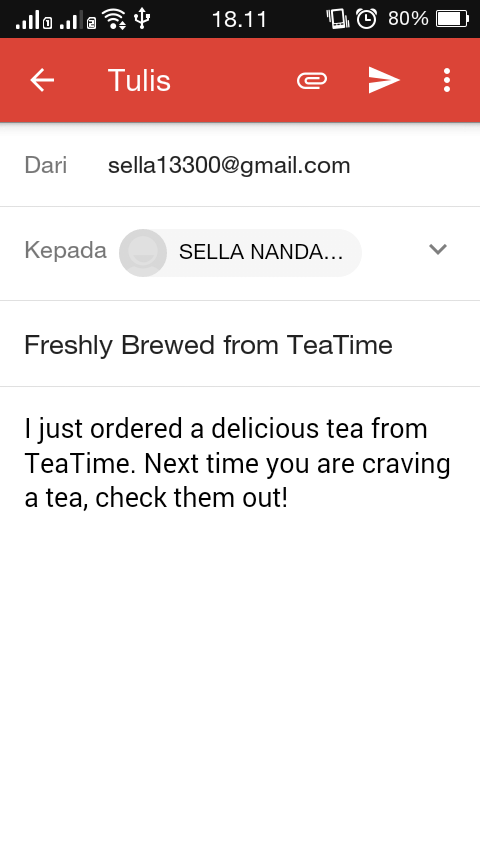 18.11
80%
Tulis
Dari sella13300@gmail.com
Kepada SELLA NANDA...
Freshly Brewed from TeaTime
I just ordered a delicious tea from
TeaTime. Next time you are craving
a tea, check them out!